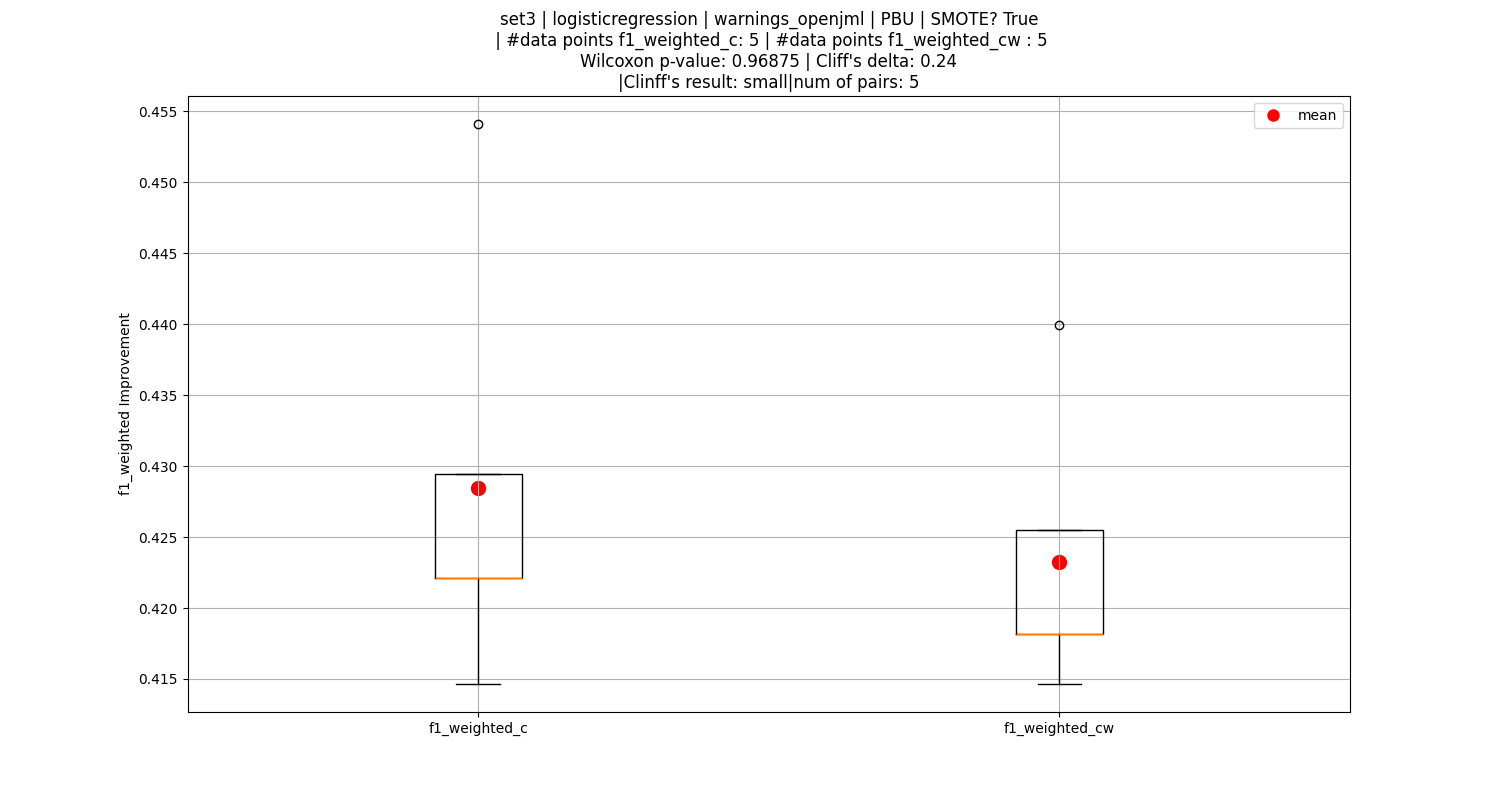 set3 | logisticregression | warnings_openjml | PBU | SMOTE? True
| #data points f1_weighted_c: 5 | #data points f1_weighted_cw : 5
Wilcoxon p-value: 0.96875 | Cliff's delta: 0.24
|Clinff's result: small|num of pairs: 5
mean
0.455
0.450
0.445
0.440
0.435
0.430
0.425
0.420
0.415
f1_weighted Improvement
f1_weighted_c
f1_weighted_cw